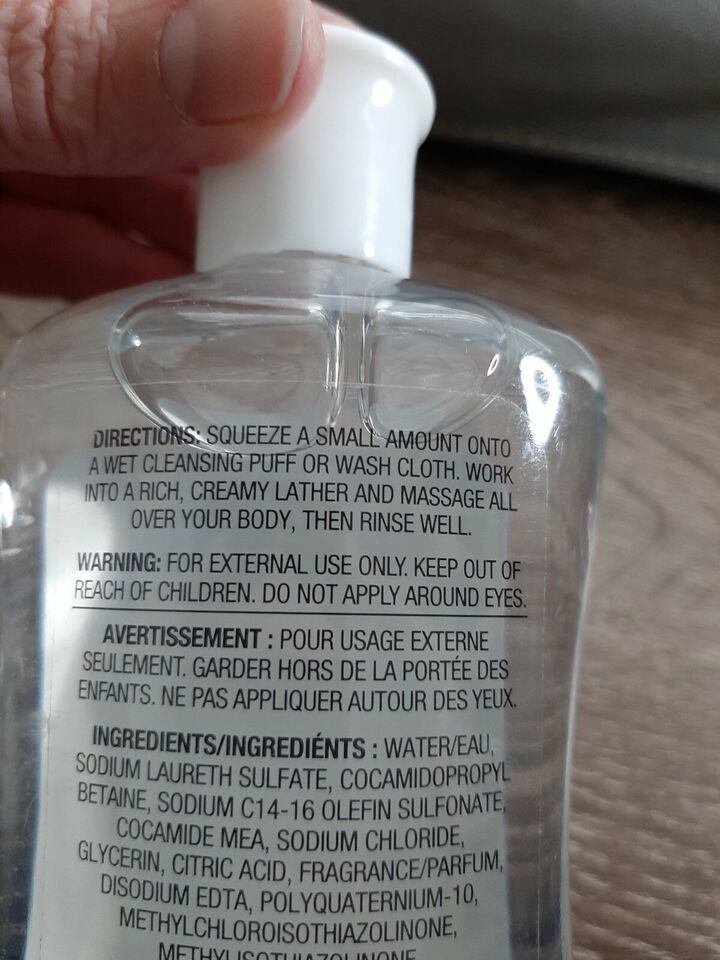 DIRECTIONS: SQUEEZE A SMALL AMOUNT ONTO
A WET CLEANSING PUFF OR WASH CLOTH. WORK
INTO A RICH, CREAMY LATHER AND MASSAGE ALL
OVER YOUR BODY, THEN RINSE WELL.
WARNING: FOR EXTERNAL USE ONLY. KEEP OUT OF
REACH OF CHILDREN. DO NOT APPLY AROUND EYES.
AVERTISSEMENT : POUR USAGE EXTERNE
SEULEMENT. GARDER HORS DE LA PORTÉE DES
ENFANTS. NE PAS APPLIQUER AUTOUR DES YEUX.
INGREDIENTS/INGREDIÉNTS : WATER/EAU,
SODIUM LAURETH SULFATE, COCAMIDOPROPYL
BETAINE, SODIUM C14-16 OLEFIN SULFONATE,
COCAMIDE MEA, SODIUM CHLORIDE,
GLYCERIN, CITRIC ACID, FRAGRANCE/PARFUM,
DISODIUM EDTA, POLYQUATERNIUM-10,
METHYLCHLOROISOTHIAZOLINONE,
METHYLISOTHIAZOLINONE